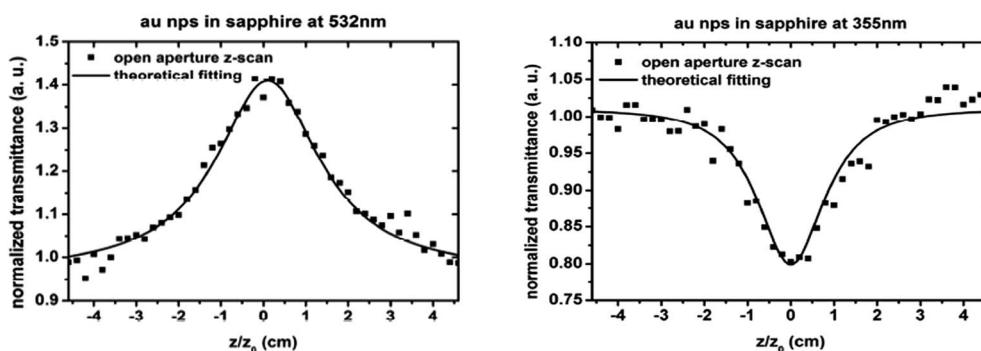 au nps in sapphire at 532nm
1.5
1.4
1.3
1.2
1.1
1.0
0.9
open aperture z-scan
theoretical fitting
normalized transmittance (a. u.)
-4 -3 -2 -1 0 1 2 3 4
z/z₀ (cm)
au nps in sapphire at 355nm
1.10
1.05
1.00
0.95
0.90
0.85
0.80
0.75
open aperture z-scan
theoretical fitting
normalized transmittance (a. u.)
-4 -3 -2 -1 0 1 2 3 4
z/z₀ (cm)